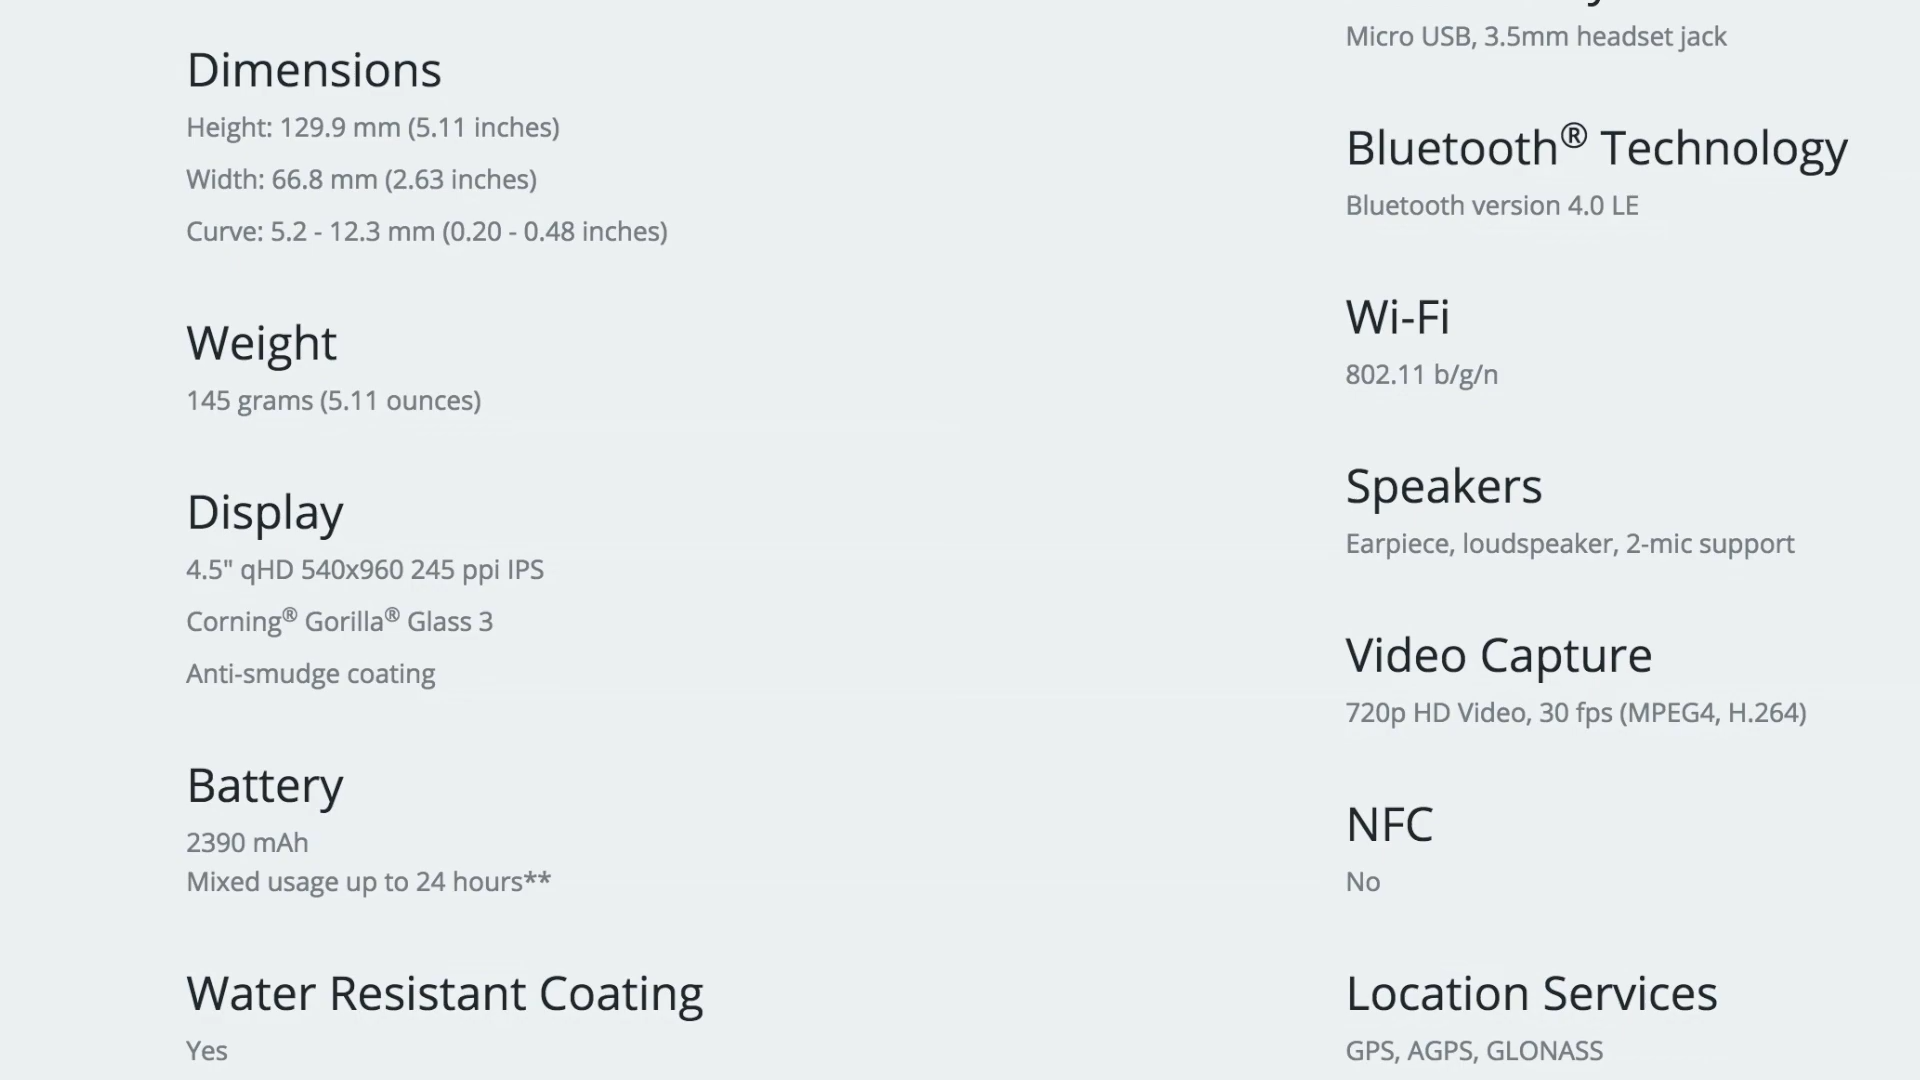 Dimensions
Height: 129.9 mm (5.11 inches)
Width: 66.8 mm (2.63 inches)
Curve: 5.2 - 12.3 mm (0.20 - 0.48 inches)
Weight
145 grams (5.11 ounces)
Display
4.5" qHD 540x960 245 ppi IPS
Corning® Gorilla® Glass 3
Anti-smudge coating
Battery
2390 mAh
Mixed usage up to 24 hours**
Water Resistant Coating
Yes
Micro USB, 3.5mm headset jack
Bluetooth® Technology
Bluetooth version 4.0 LE
Wi-Fi
802.11 b/g/n
Speakers
Earpiece, loudspeaker, 2-mic support
Video Capture
720p HD Video, 30 fps (MPEG4, H.264)
NFC
No
Location Services
GPS, AGPS, GLONASS